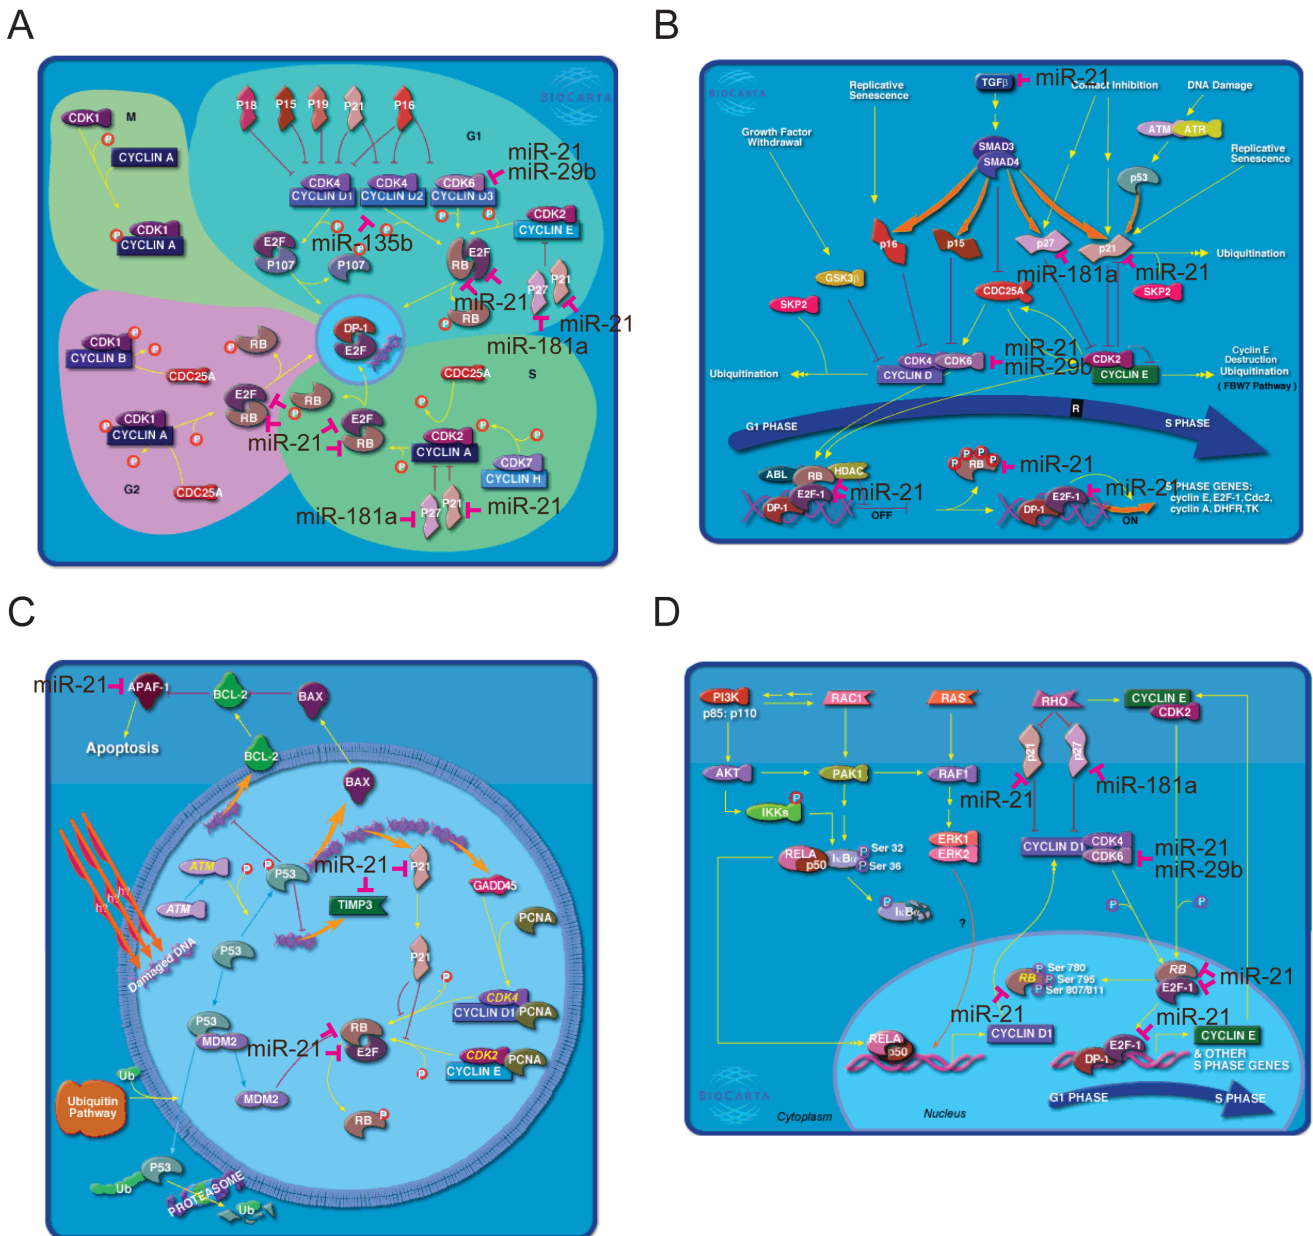 A
B
BIOCARTA
CDK1
M
P
CYCLIN A
P
CDK1
CYCLIN A
P18
P15
P19
P21
P16
G1
miR-21
miR-29b
CDK4
CYCLIN D1
CDK4
CYCLIN D2
CDK6
CYCLIN D3
P
P
P
P
P
CDK2
CYCLIN E
miR-135b
E2F
P107
P107
E2F
RB
miR-21
P27
P21
miR-21
P
RB
miR-181a
DP-1
E2F
CDK1
CYCLIN B
P
P
CDC25A
P
RB
E2F
RB
P
RB
CDK1
CYCLIN A
P
P
P
G2
CDC25A
miR-21
S
CDC25A
P
E2F
RB
P
CDK2
CYCLIN A
P
P
CDK7
CYCLIN H
miR-181a
P27
P21
miR-21
BIOCARTA
Replicative
Senescence
TGFβ
miR-21
Contact Inhibition
DNA Damage
ATM
ATR
Growth Factor
Withdrawal
SMAD3
SMAD4
Replicative
Senescence
p53
p16
p15
p27
p21
Ubiquitination
miR-181a
miR-21
GSK3β
SKP2
CDC25A
SKP2
CDK4
CDK6
CYCLIN D
miR-21
miR-29b
CDK2
CYCLIN E
Ubiquitination
Cyclin E
Destruction
Ubiquitination
( FBW7 Pathway )
G1 PHASE
R
S PHASE
ABL
RB
HDAC
E2F-1
DP-1
miR-21
OFF
P
P
P
P
RB
miR-21
E2F-1
DP-1
miR-21
ON
S PHASE GENES:
cyclin E, E2F-1, Cdc2,
cyclin A, DHFR, TK
C
D
miR-21
APAF-1
BCL-2
BAX
Apoptosis
BCL-2
BAX
ATM
P
P
P53
miR-21
P21
GADD45
TIMP3
PCNA
ATM
hν
hν
hν
Damaged DNA
P53
P21
P
CDK4
CYCLIN D1
PCNA
P53
MDM2
miR-21
RB
E2F
CDK2
CYCLIN E
PCNA
P
MDM2
RB
P
Ub
Ubiquitin
Pathway
P53
Ub
PROTEASOME
Ub
PI3K
p85: p110
RAC1
RAS
RHO
CYCLIN E
CDK2
p21
p27
AKT
PAK1
RAF1
miR-21
miR-181a
IKKs
P
ERK1
ERK2
RELA
p50
IκBα
P
Ser 32
P
Ser 36
CYCLIN D1
CDK4
CDK6
miR-21
miR-29b
P
IκBα
?
P
P
RB
P
Ser 780
P
Ser 795
P
Ser 807/811
RB
E2F-1
miR-21
miR-21
CYCLIN D1
miR-21
RELA
p50
E2F-1
DP-1
CYCLIN E
& OTHER
S PHASE GENES
G1 PHASE
S PHASE
BIOCARTA
Cytoplasm
Nucleus